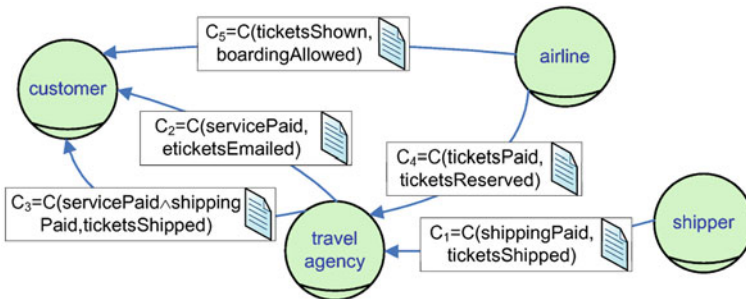 C₅=C(ticketsShown,
boardingAllowed)
airline
customer
C₂=C(servicePaid,
eticketsEmailed)
C₄=C(ticketsPaid,
ticketsReserved)
C₃=C(servicePaid∧shipping
Paid,ticketsShipped)
travel
agency
C₁=C(shippingPaid,
ticketsShipped)
shipper